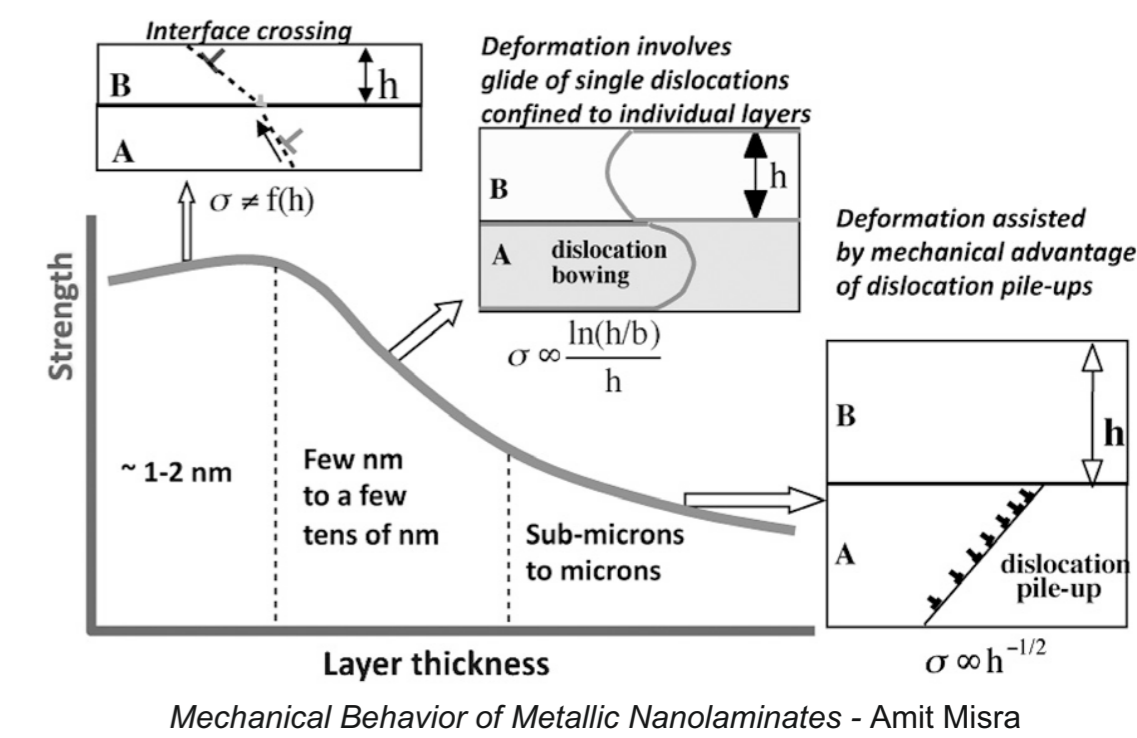 Interface crossing
B
h
A
σ ≠ f(h)
Deformation involves
glide of single dislocations
confined to individual layers
B
h
A
dislocation
bowing
σ ∞ ln(h/b)
h
Deformation assisted
by mechanical advantage
of dislocation pile-ups
B
h
A
dislocation
pile-up
σ ∞ h⁻¹/²
Strength
~ 1-2 nm
Few nm
to a few
tens of nm
Sub-microns
to microns
Layer thickness
Mechanical Behavior of Metallic Nanolaminates - Amit Misra